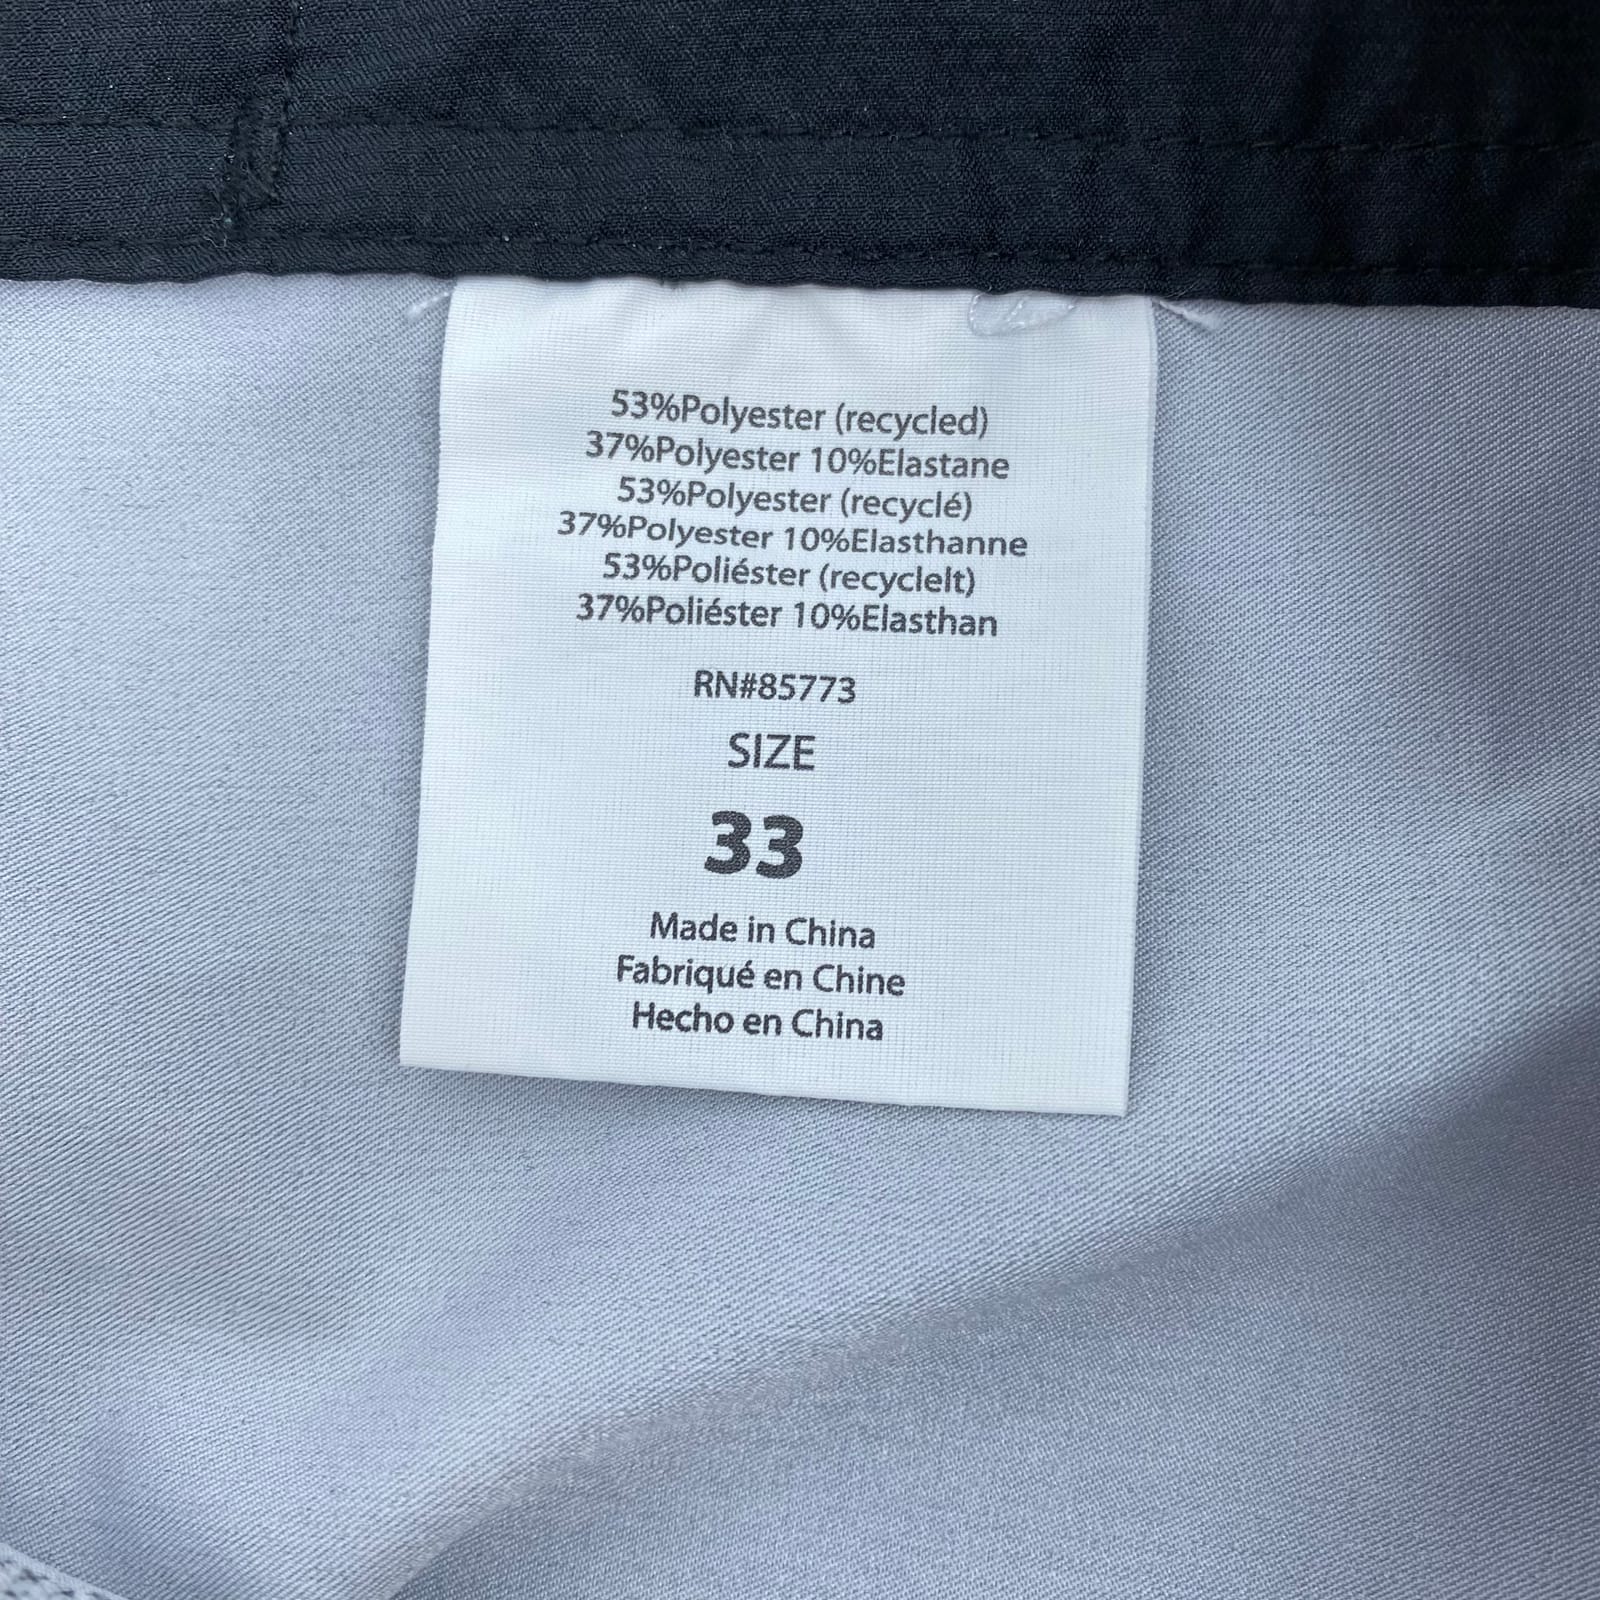 53%Polyester (recycled)
37%Polyester 10%Elastane
53%Polyester (recyclé)
37%Polyester 10%Elasthanne
53%Poliéster (recyclelt)
37%Poliéster 10%Elasthan
RN#85773
SIZE
33
Made in China
Fabriqué en Chine
Hecho en China